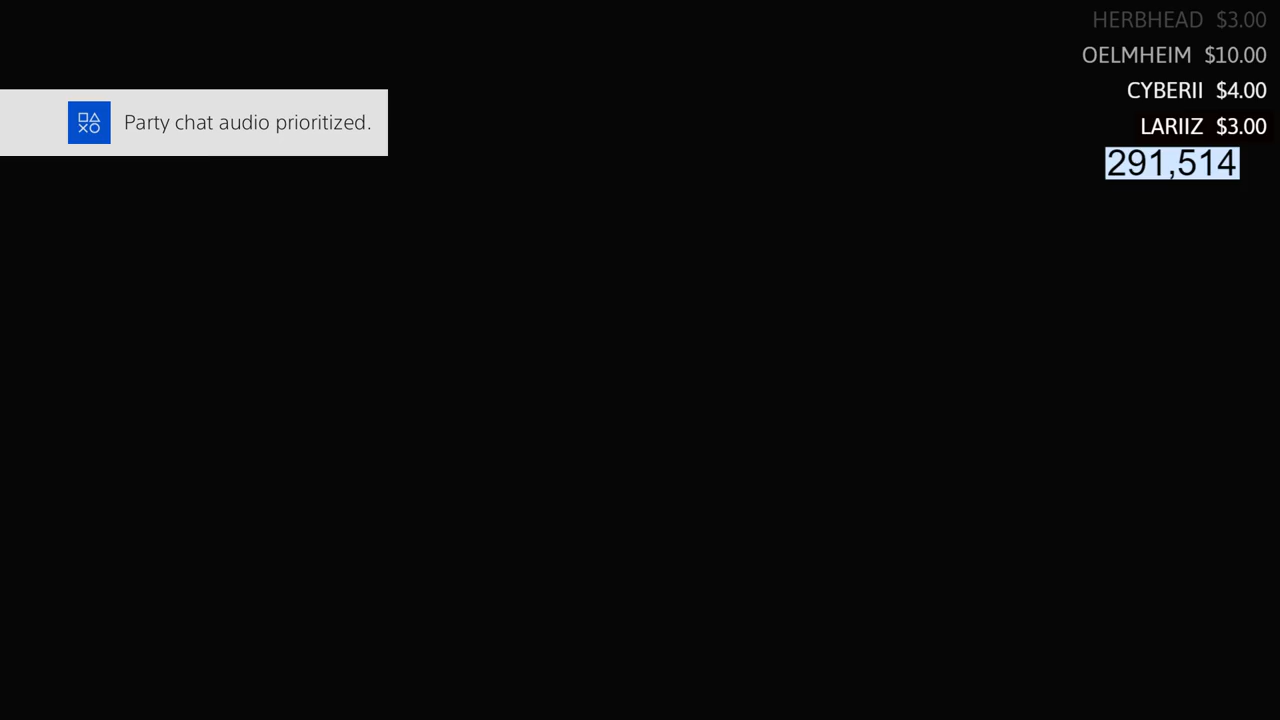 HERBHEAD $3.00
OELMHEIM $10.00
CYBERII $4.00
Party chat audio prioritized.
LARIIZ $3.00
291,514